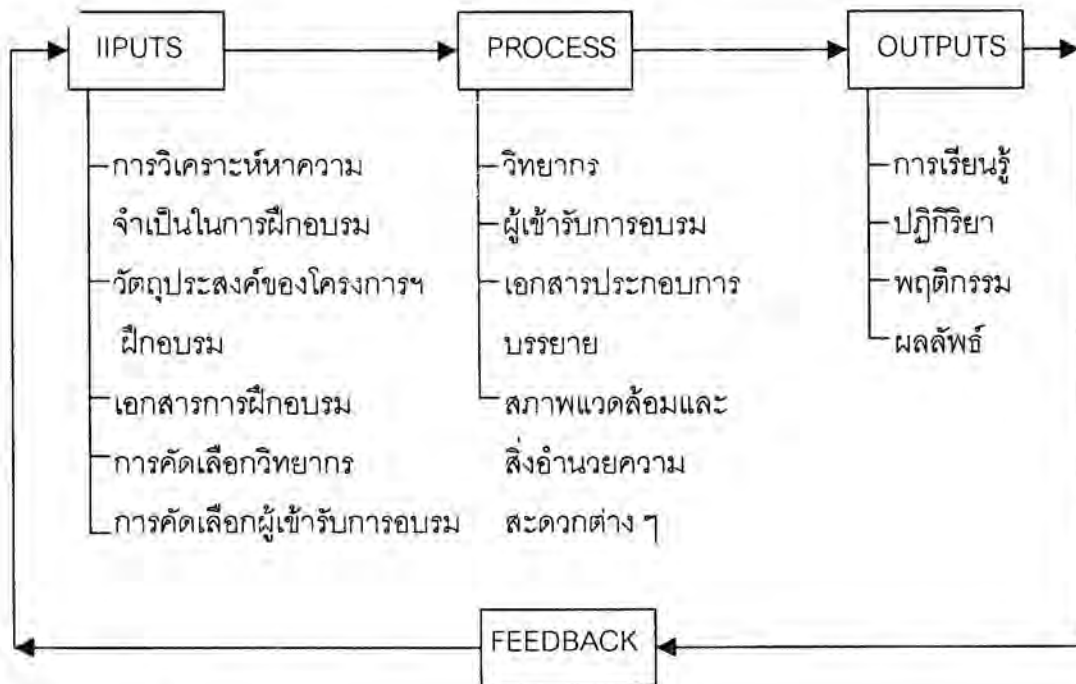 IIPUTS
PROCESS
OUTPUTS
การวิเคราะห์หาความ
จำเป็นในการฝึกอบรม
วัตถุประสงค์ของโครงการฯ
ฝึกอบรม
เอกสารการฝึกอบรม
การคัดเลือกวิทยากร
การคัดเลือกผู้เข้ารับการอบรม
วิทยากร
ผู้เข้ารับการอบรม
เอกสารประกอบการ
บรรยาย
สภาพแวดล้อมและ
สิ่งอำนวยความ
สะดวกต่าง ๆ
การเรียนรู้
ปฏิกิริยา
พฤติกรรม
ผลลัพธ์
FEEDBACK